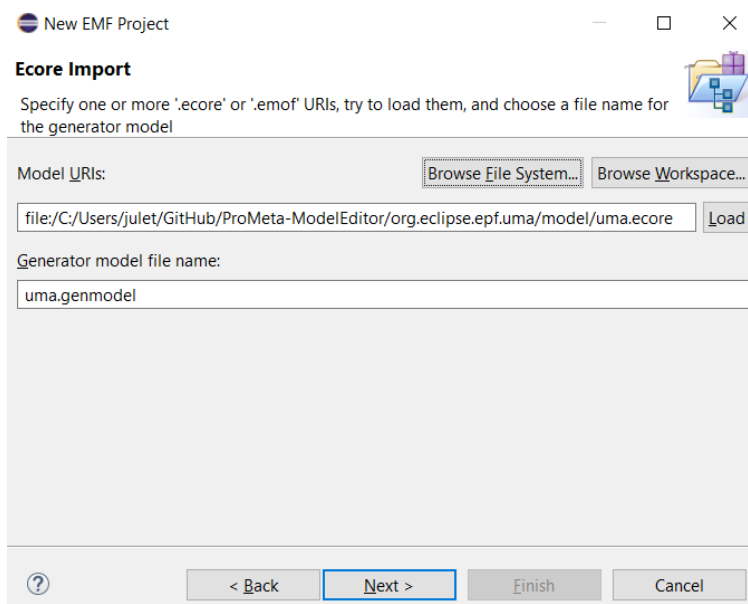 New EMF Project
Ecore Import
Specify one or more '.ecore' or '.emof' URIs, try to load them, and choose a file name for
the generator model
Model URIs:
Browse File System...
Browse Workspace...
file:/C:/Users/julet/GitHub/ProMeta-ModelEditor/org.eclipse.epf.uma/model/uma.ecore
Load
Generator model file name:
uma.genmodel
?
< Back
Next >
Finish
Cancel